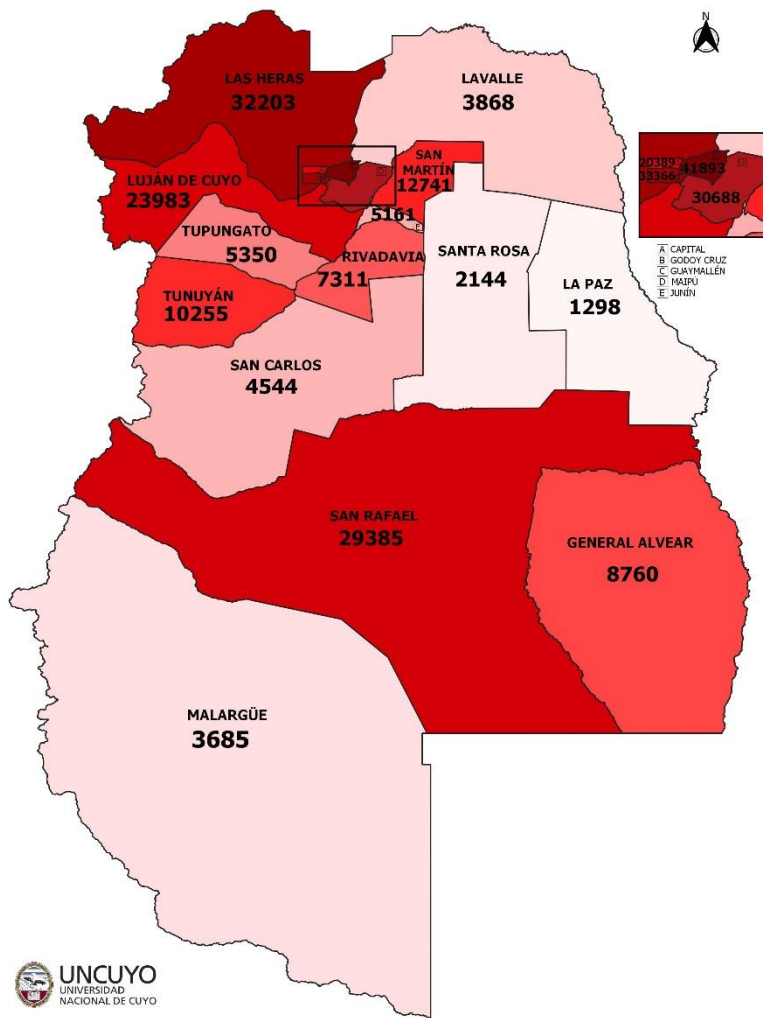 N
LAS HERAS
32203
LAVALLE
3868
SAN
MARTÍN
12741
LUJÁN DE CUYO
23983
5161
TUPUNGATO
5350
RIVADAVIA
7311
SANTA ROSA
2144
LA PAZ
1298
TUNUYÁN
10255
SAN CARLOS
4544
20389
33366
41893
30688
A CAPITAL
B GODOY CRUZ
C GUAYMALLÉN
D MAIPÚ
E JUNÍN
SAN RAFAEL
29385
GENERAL ALVEAR
8760
MALARGÜE
3685
UNCUYO
UNIVERSIDAD
NACIONAL DE CUYO